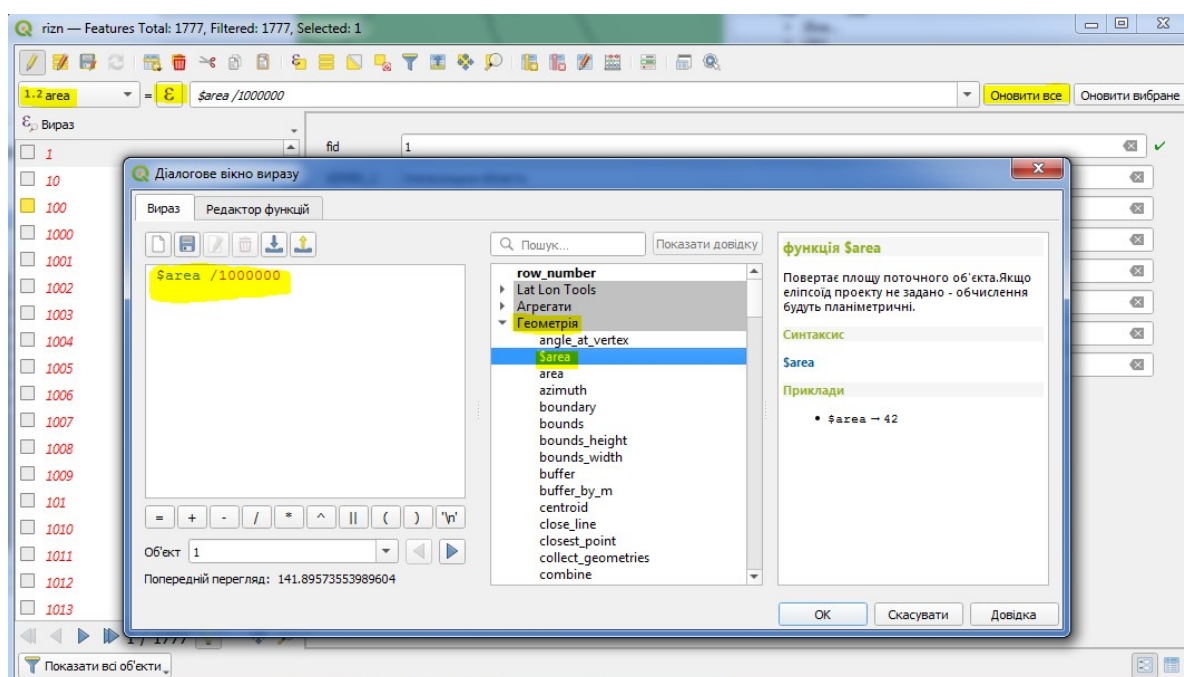 rizn — Features Total: 1777, Filtered: 1777, Selected: 1
1.2 area = ε $area /1000000 Оновити все Оновити вибране
ε Вираз
fid 1
1
10
100
1000
1001
1002
1003
1004
1005
1006
1007
1008
1009
101
1010
1011
1012
1013
1 / 1777
Показати всі об'єкти
Діалогове вікно виразу
Вираз Редактор функцій
$area /1000000
= + - / * ^ || ( ) '\n'
Об'єкт 1
Попередній перегляд: 141.89573553989604
Пошук... Показати довідку
row_number
Lat Lon Tools
Агрегати
Геометрія
angle_at_vertex
$area
area
azimuth
boundary
bounds
bounds_height
bounds_width
buffer
buffer_by_m
centroid
close_line
closest_point
collect_geometries
combine
функція $area
Повертає площу поточного об'єкта.Якщо
еліпсоїд проекту не задано - обчислення
будуть планіметричні.
Синтаксис
$area
Приклади
• $area → 42
OK Скасувати Довідка